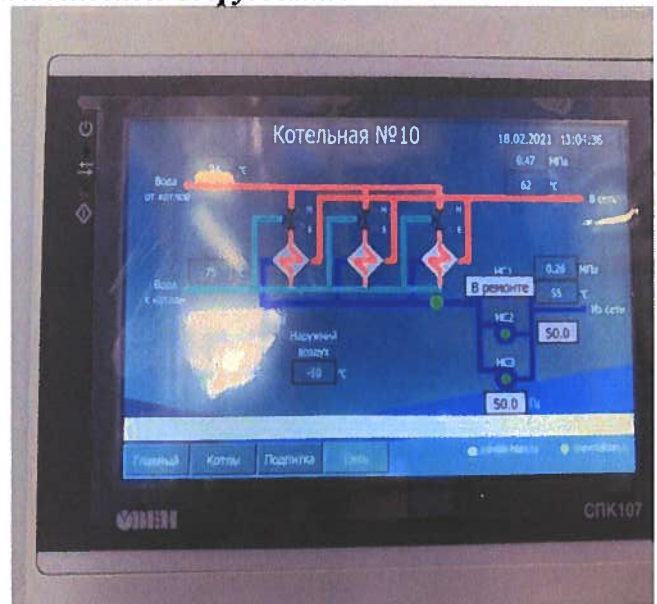 Котельная №10
18.02.2021 13:04:36
0.47 МПа
62 °C
°C
Вода
от котлов
В сеть
75
Вода
к котлам
НС1
0.26 МПа
В ремонте
55 °C
Из сети
НС2
50.0
НС3
50.0 Гц
Наружный
воздух
-10 °C
Главный
Котлы
Подпитка
Сеть
ОВЕН
СПК107